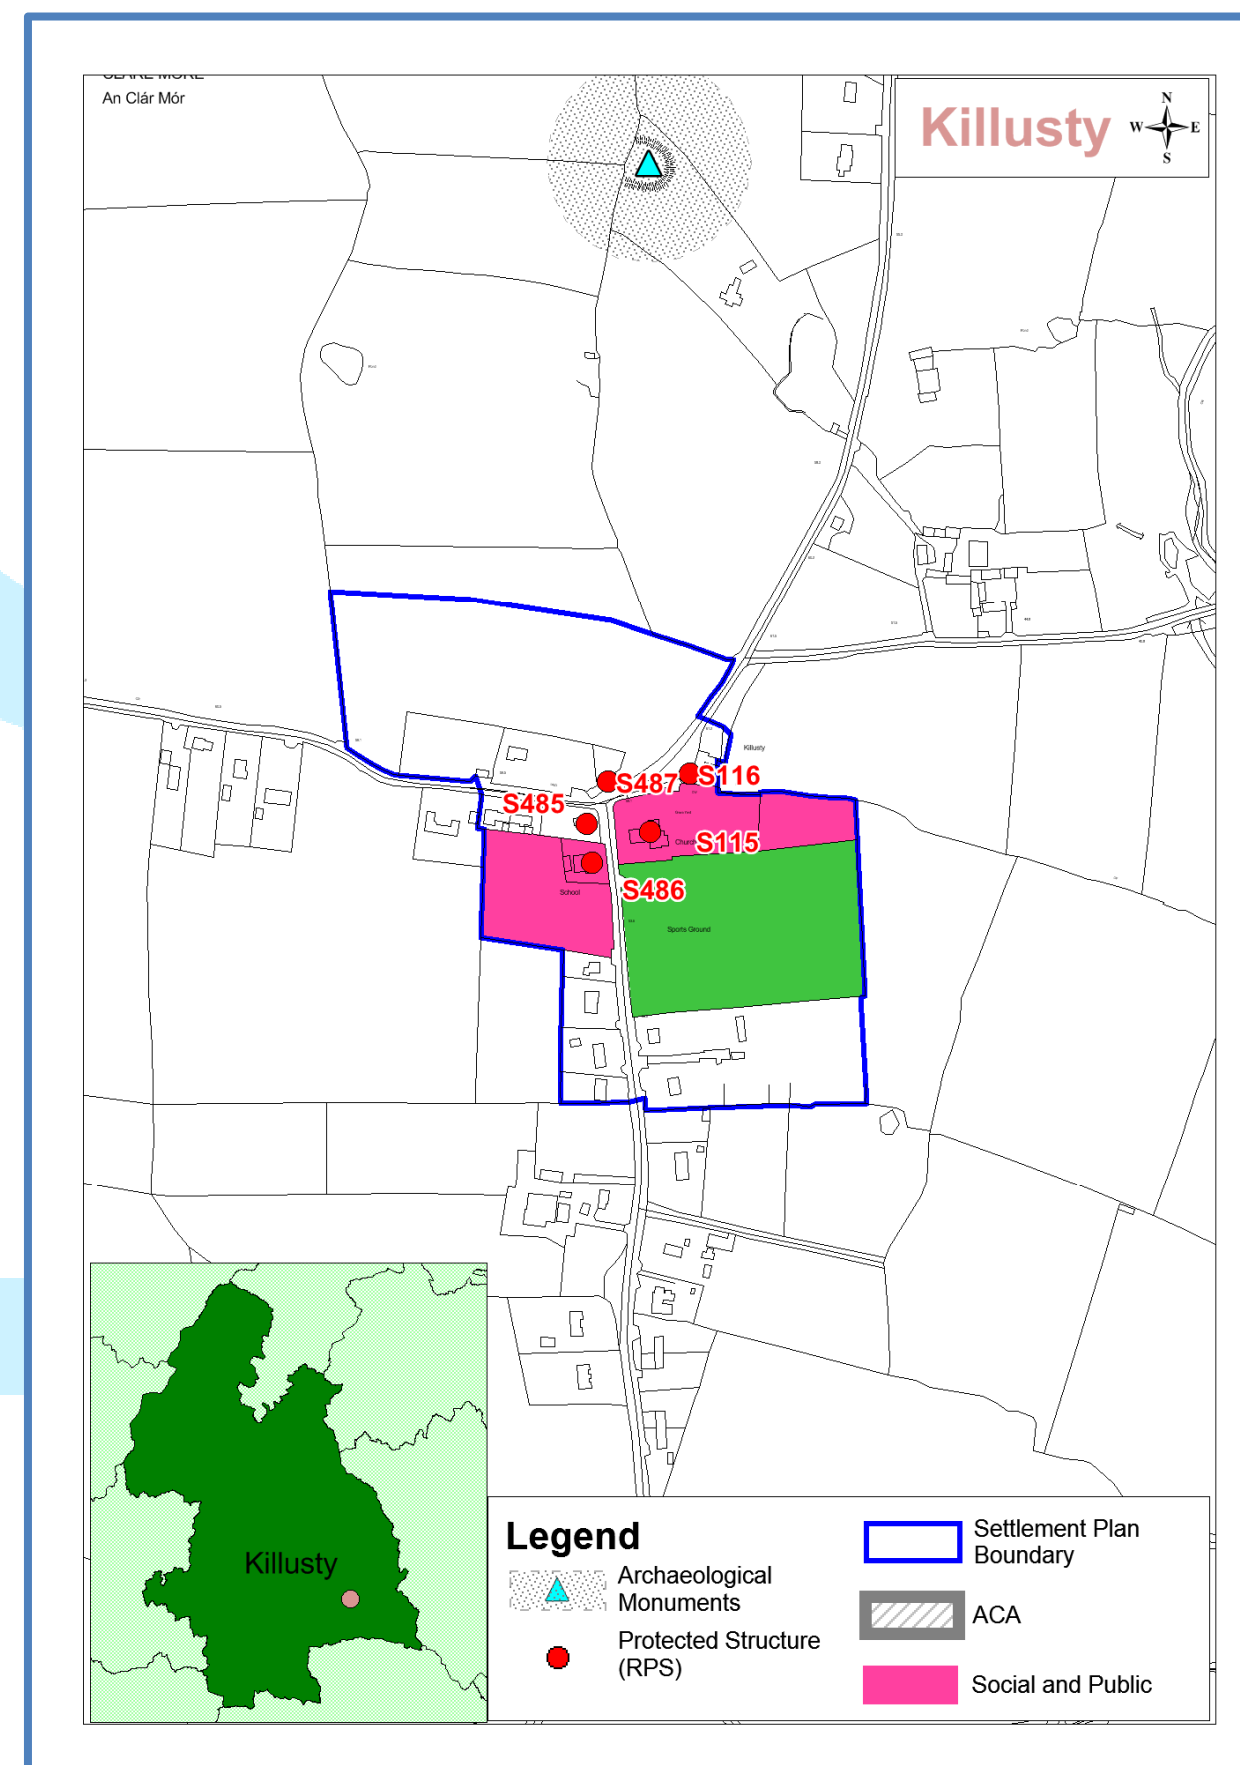 An Clár Mór
Killusty
N
W E
S
Killusty
S487
S116
S485
Church
S115
S486
School
Sports Ground
Killusty
Legend
Archaeological
Monuments
Protected Structure
(RPS)
Settlement Plan
Boundary
ACA
Social and Public